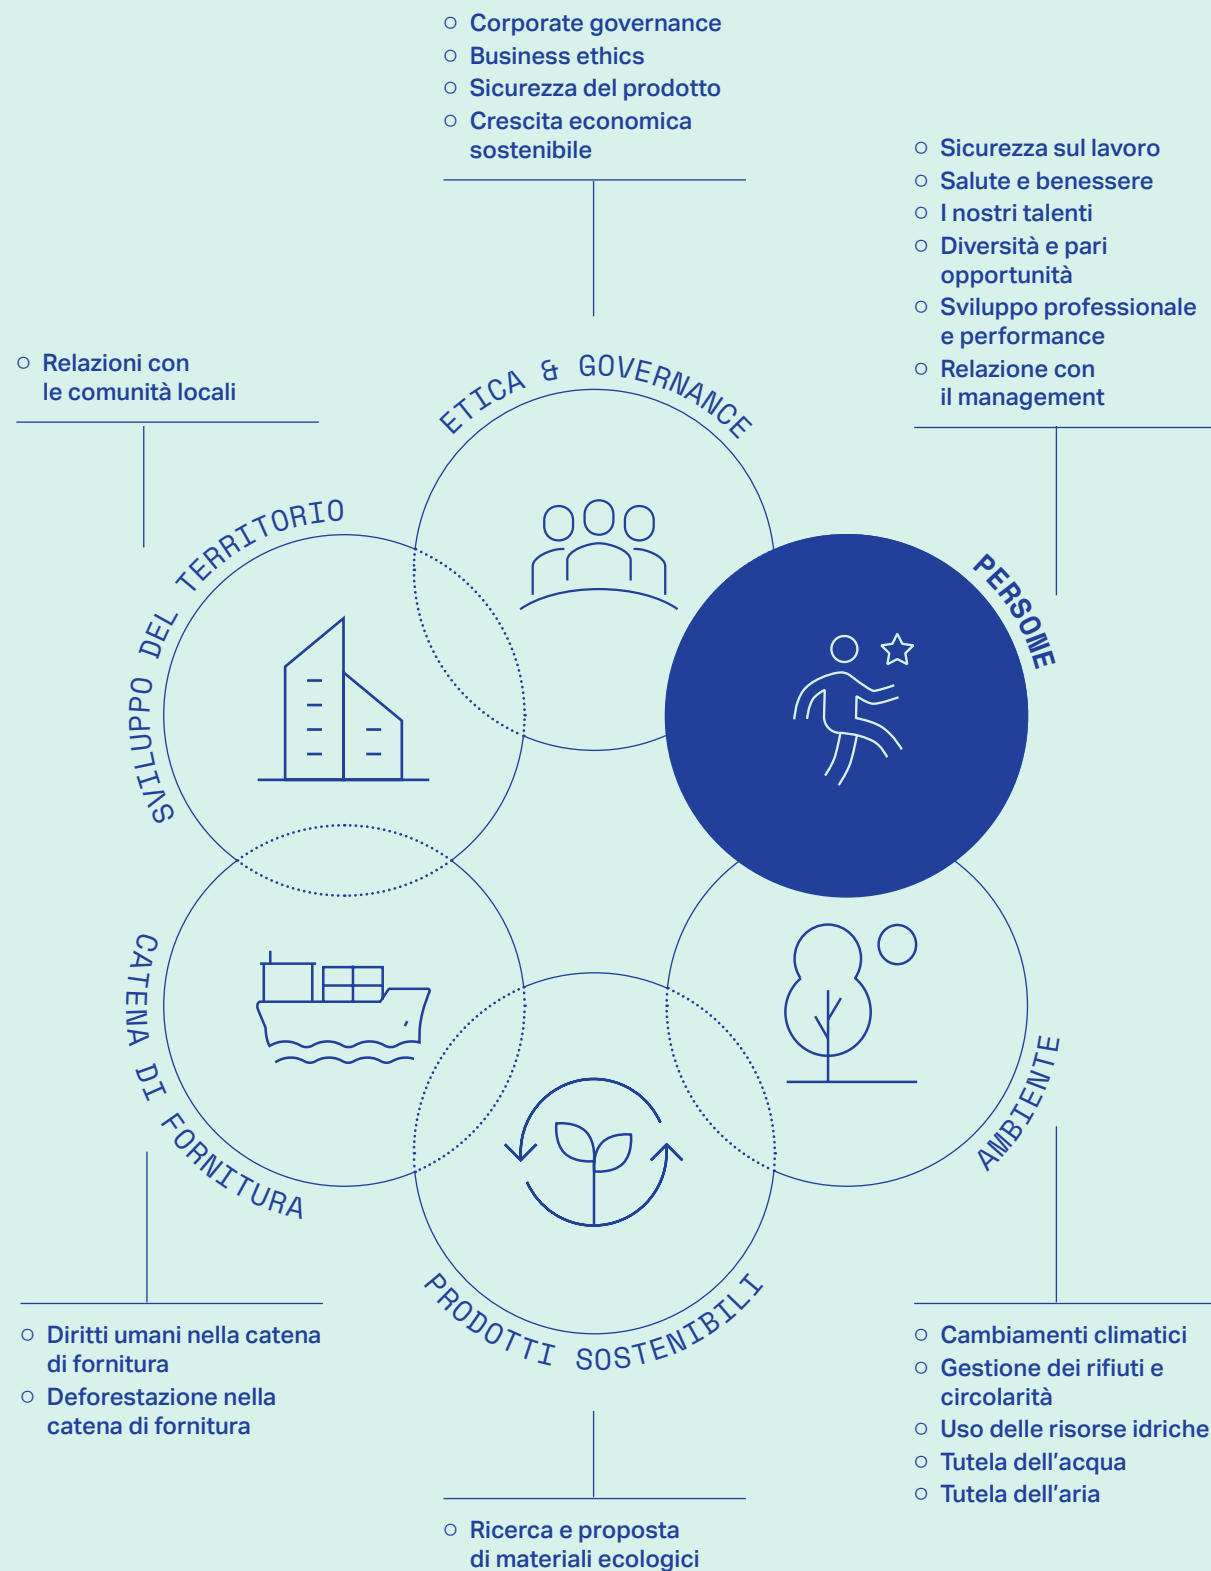 Corporate governance
Business ethics
Sicurezza del prodotto
Crescita economica
sostenibile
Sicurezza sul lavoro
Salute e benessere
I nostri talenti
Diversità e pari
opportunità
Sviluppo professionale
e performance
Relazione con
il management
Relazioni con
le comunità locali
ETICA & GOVERNANCE
SVILUPPO DEL TERRITORIO
PERSONE
CATENA DI FORNITURA
AMBIENTE
PRODOTTI SOSTENIBILI
Diritti umani nella catena
di fornitura
Deforestazione nella
catena di fornitura
Cambiamenti climatici
Gestione dei rifiuti e
circolarità
Uso delle risorse idriche
Tutela dell'acqua
Tutela dell'aria
Ricerca e proposta
di materiali ecologici